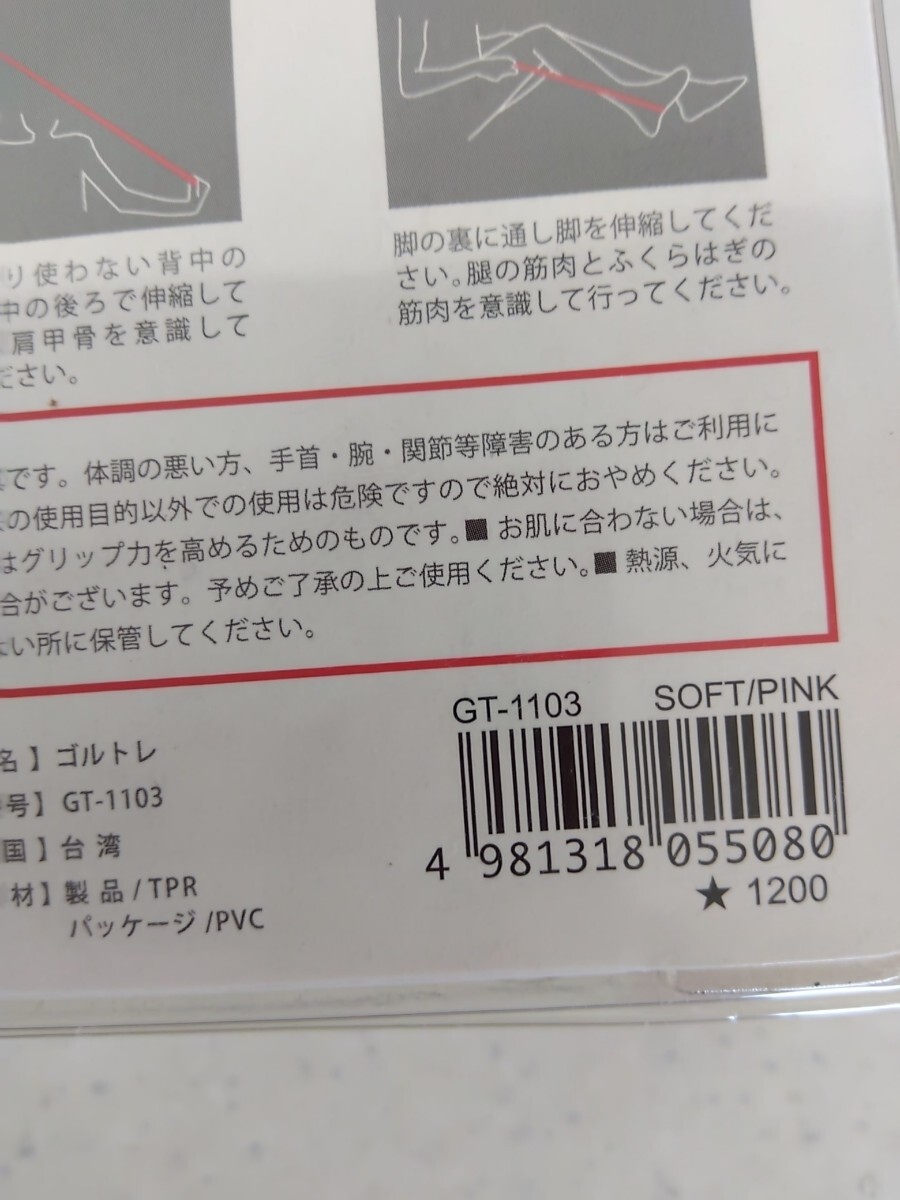 り使わない背中の
中の後ろで伸縮して
肩甲骨を意識して
ださい。
脚の裏に通し脚を伸縮してくだ
さい。腿の筋肉とふくらはぎの
筋肉を意識して行ってください。
です。体調の悪い方、手首・腕・関節等障害のある方はご利用に
の使用目的以外での使用は危険ですので絶対におやめください。
はグリップ力を高めるためのものです。■ お肌に合わない場合は、
合がございます。予めご了承の上ご使用ください。■ 熱源、火気に
い所に保管してください。
名】ゴルトレ
号】GT-1103
国】台湾
材】製品/TPR
パッケージ/PVC
GT-1103 SOFT/PINK
4 981318 055080
★ 1200